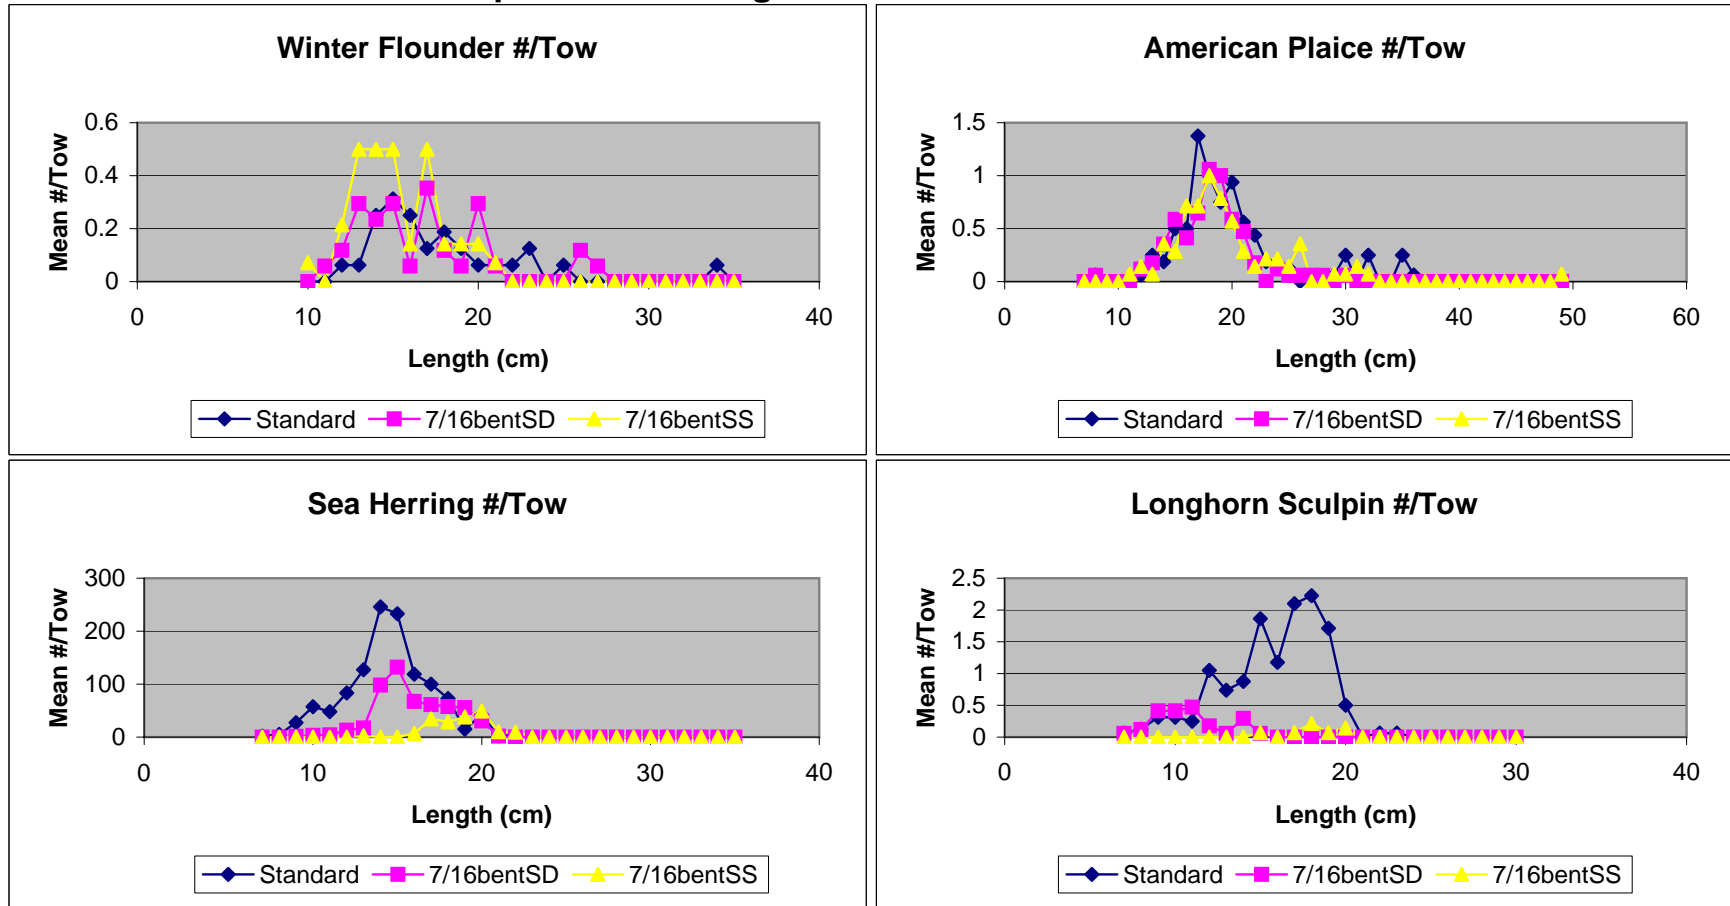 Winter Flounder #/Tow
Mean #/Tow
0.6
0.4
0.2
0
0 10 20 30 40
Length (cm)
Standard 7/16bentSD 7/16bentSS
American Plaice #/Tow
Mean #/Tow
1.5
1
0.5
0
0 10 20 30 40 50 60
Length (cm)
Standard 7/16bentSD 7/16bentSS
Sea Herring #/Tow
Mean #/Tow
300
200
100
0
0 10 20 30 40
Length (cm)
Standard 7/16bentSD 7/16bentSS
Longhorn Sculpin #/Tow
Mean #/Tow
2.5
2
1.5
1
0.5
0
0 10 20 30 40
Length (cm)
Standard 7/16bentSD 7/16bentSS